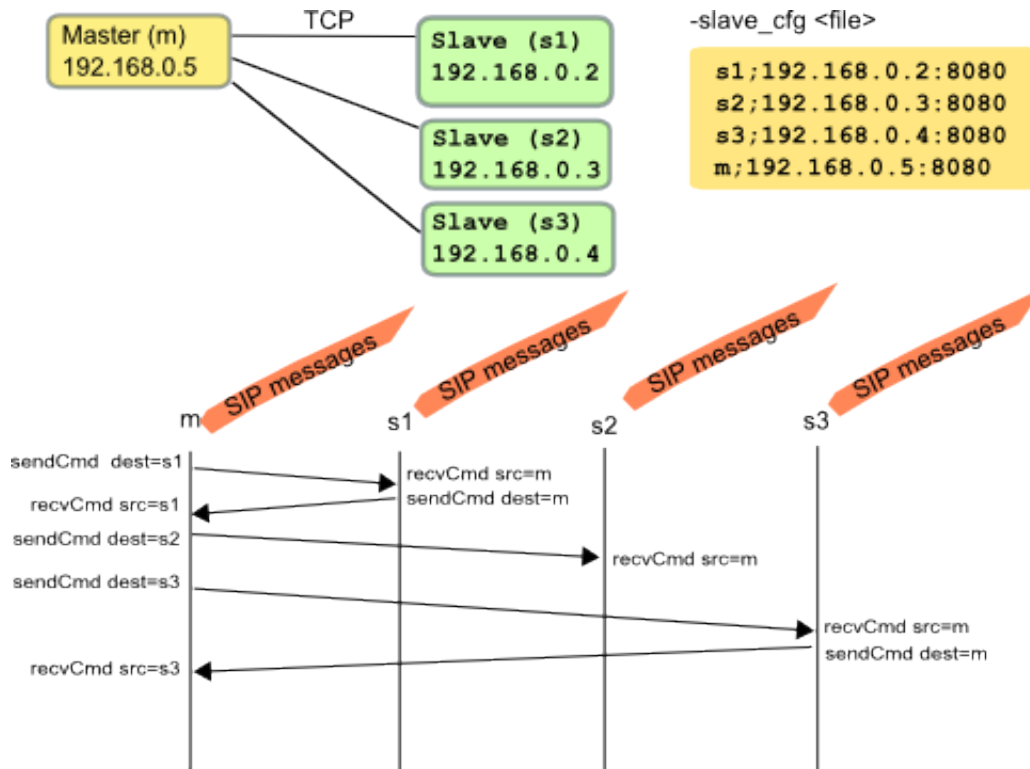 Master (m)
192.168.0.5
TCP
Slave (s1)
192.168.0.2
Slave (s2)
192.168.0.3
Slave (s3)
192.168.0.4
-slave_cfg <file>
s1;192.168.0.2:8080
s2;192.168.0.3:8080
s3;192.168.0.4:8080
m;192.168.0.5:8080
SIP messages
SIP messages
SIP messages
SIP messages
m
s1
s2
s3
sendCmd dest=s1
recvCmd src=m
sendCmd dest=m
recvCmd src=s1
sendCmd dest=s2
recvCmd src=m
sendCmd dest=s3
recvCmd src=m
sendCmd dest=m
recvCmd src=s3